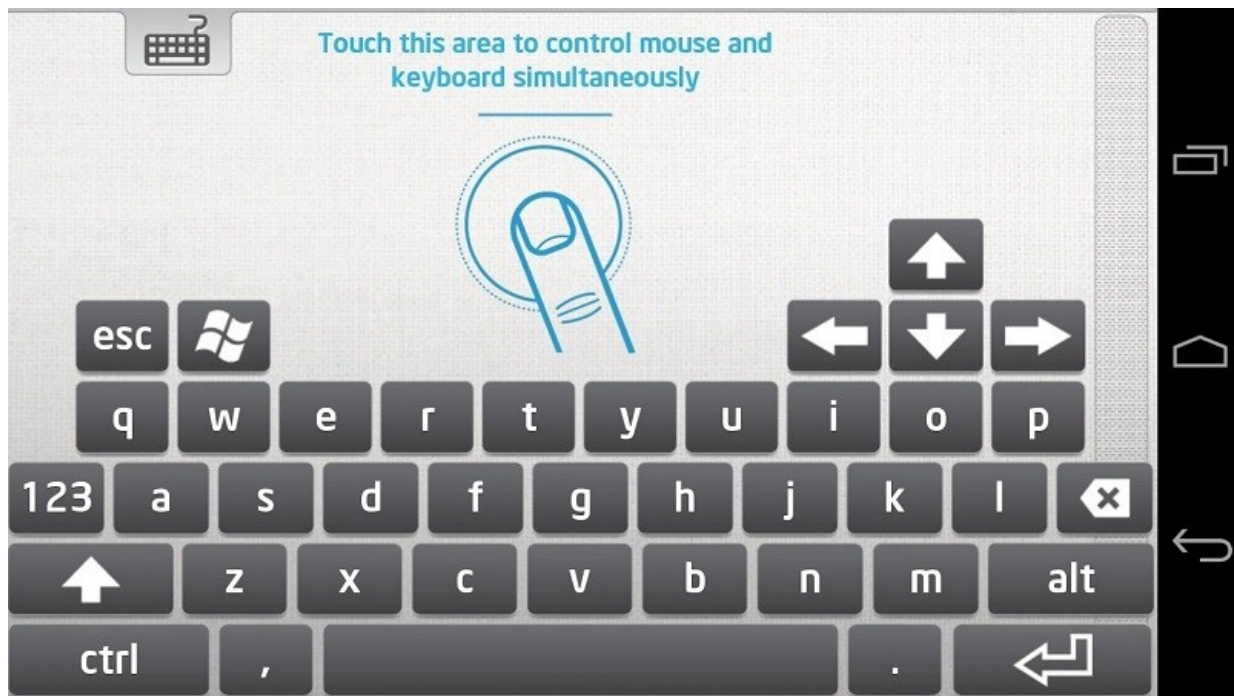 Touch this area to control mouse and
keyboard simultaneously
esc
q w e r t y u i o p
123 a s d f g h j k l
z x c v b n m alt
ctrl , .